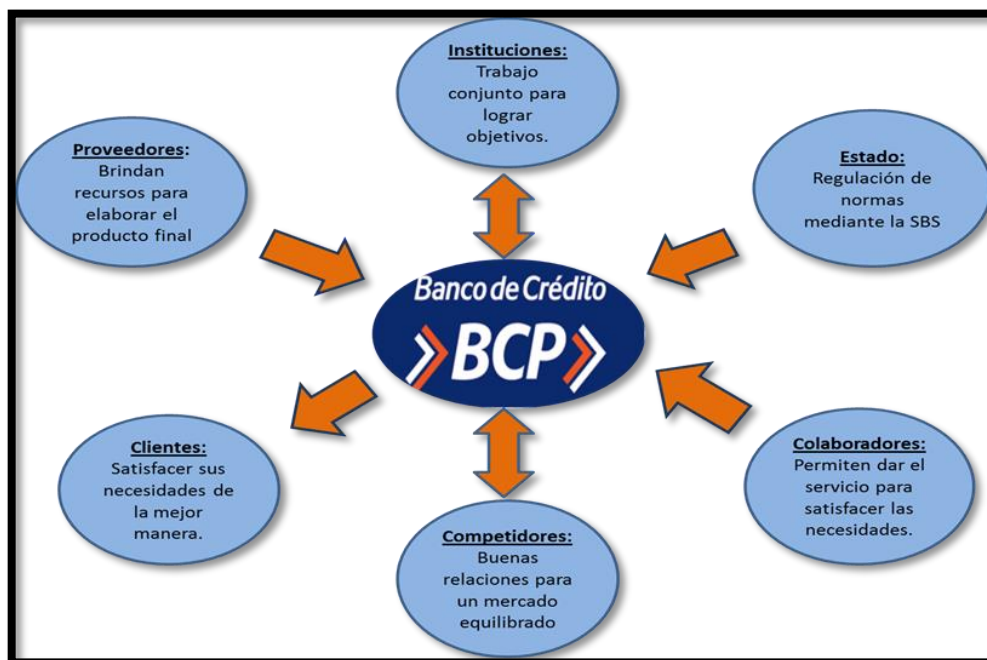 Instituciones:
Trabajo
conjunto para
lograr
objetivos.
Proveedores:
Brindan
recursos para
elaborar el
producto final
Estado:
Regulación de
normas
mediante la SBS
Banco de Crédito
BCP
Clientes:
Satisfacer sus
necesidades de
la mejor
manera.
Colaboradores:
Permiten dar el
servicio para
satisfacer las
necesidades.
Competidores:
Buenas
relaciones para
un mercado
equilibrado